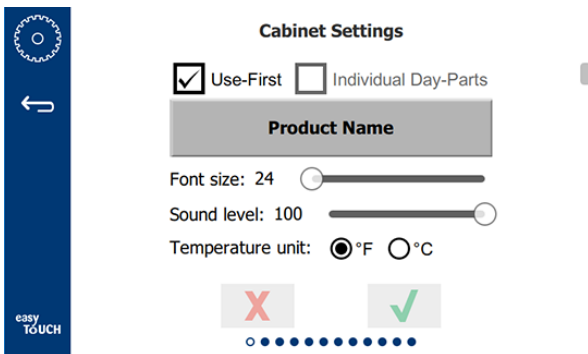 Cabinet Settings
Use-First Individual Day-Parts
Product Name
Font size: 24
Sound level: 100
Temperature unit: °F °C
easy
TOUCH